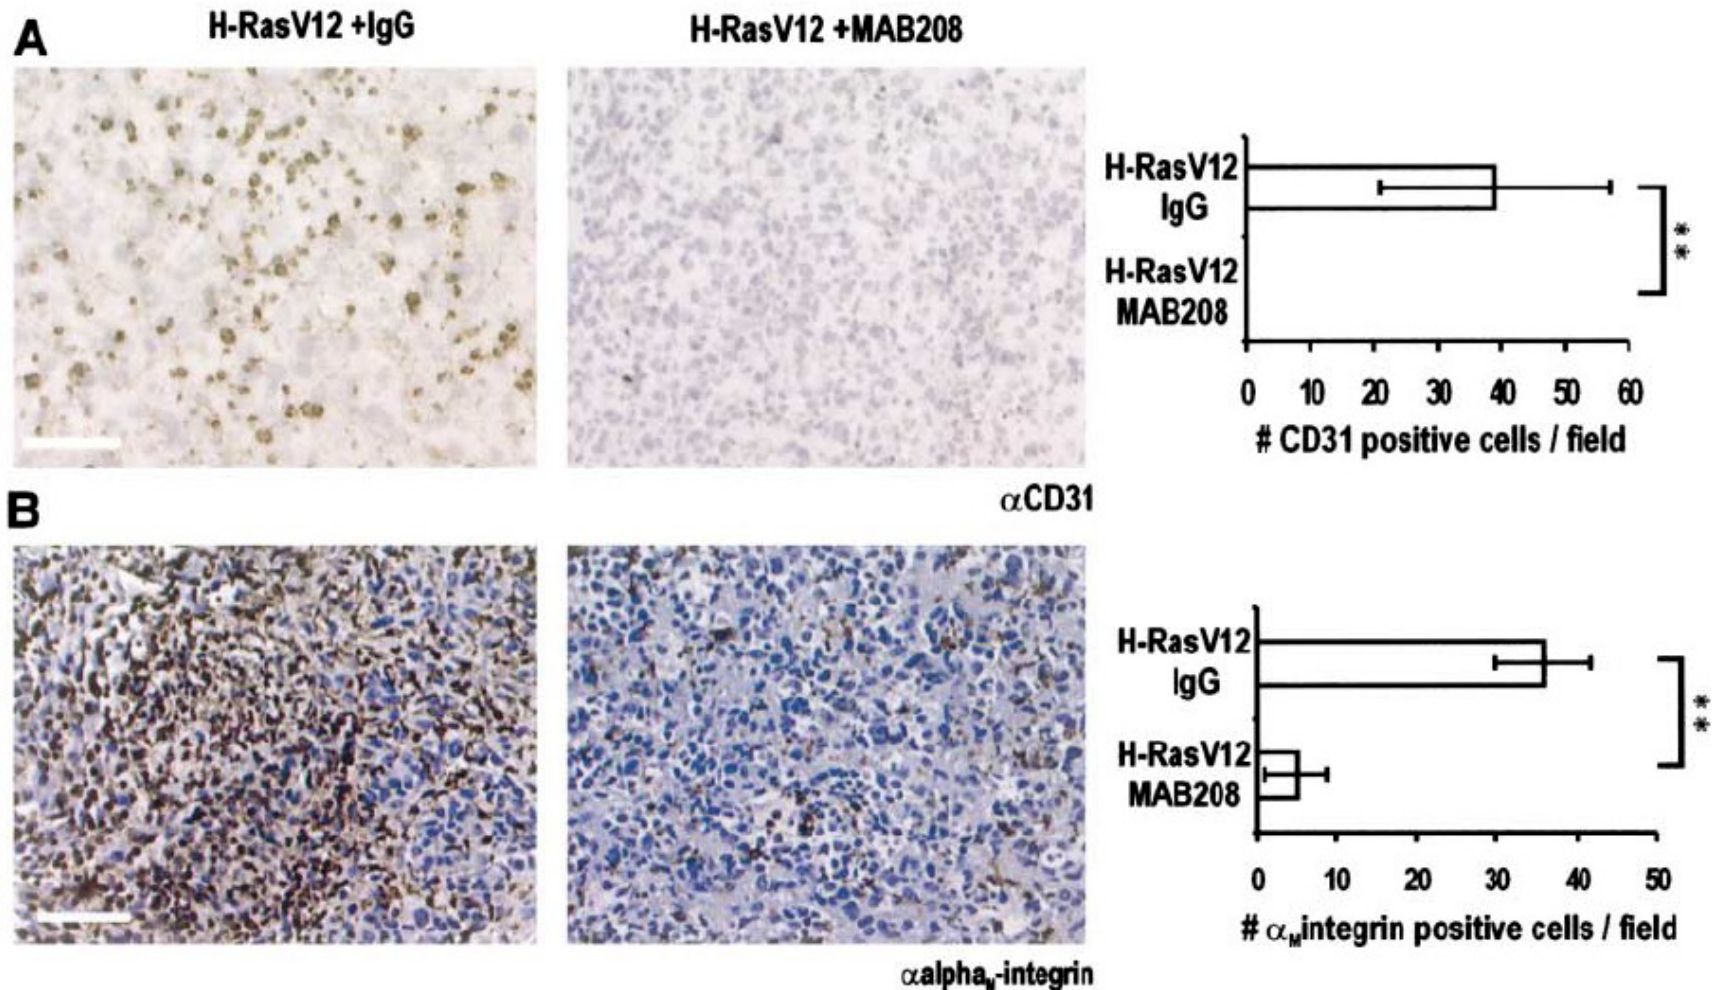 A
H-RasV12 +IgG
H-RasV12 +MAB208
H-RasV12
IgG
H-RasV12
MAB208
**
0 10 20 30 40 50 60
# CD31 positive cells / field
αCD31
B
H-RasV12
IgG
H-RasV12
MAB208
**
0 10 20 30 40 50
# αMintegrin positive cells / field
αalphaM-integrin